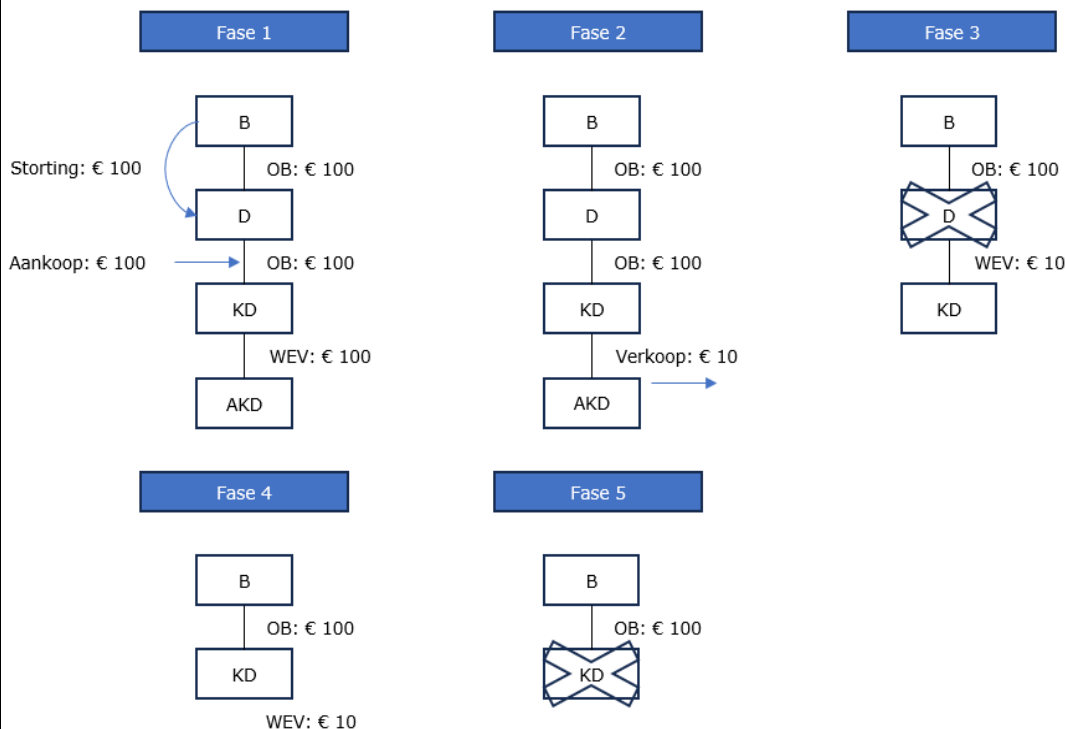 Fase 1
Fase 2
Fase 3
B
B
B
Storting: € 100
OB: € 100
OB: € 100
OB: € 100
D
D
D
Aankoop: € 100
OB: € 100
OB: € 100
WEV: € 10
KD
KD
KD
WEV: € 100
Verkoop: € 10
AKD
AKD
Fase 4
Fase 5
B
B
OB: € 100
OB: € 100
KD
KD
WEV: € 10